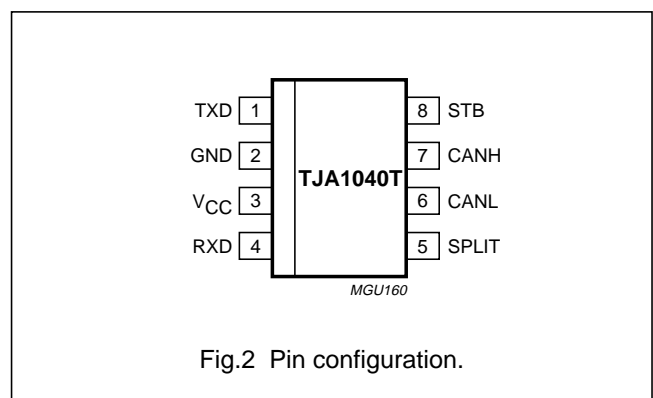 TXD 1 8 STB
GND 2 7 CANH
TJA1040T
VCC 3 6 CANL
RXD 4 5 SPLIT
MGU160
Fig.2 Pin configuration.